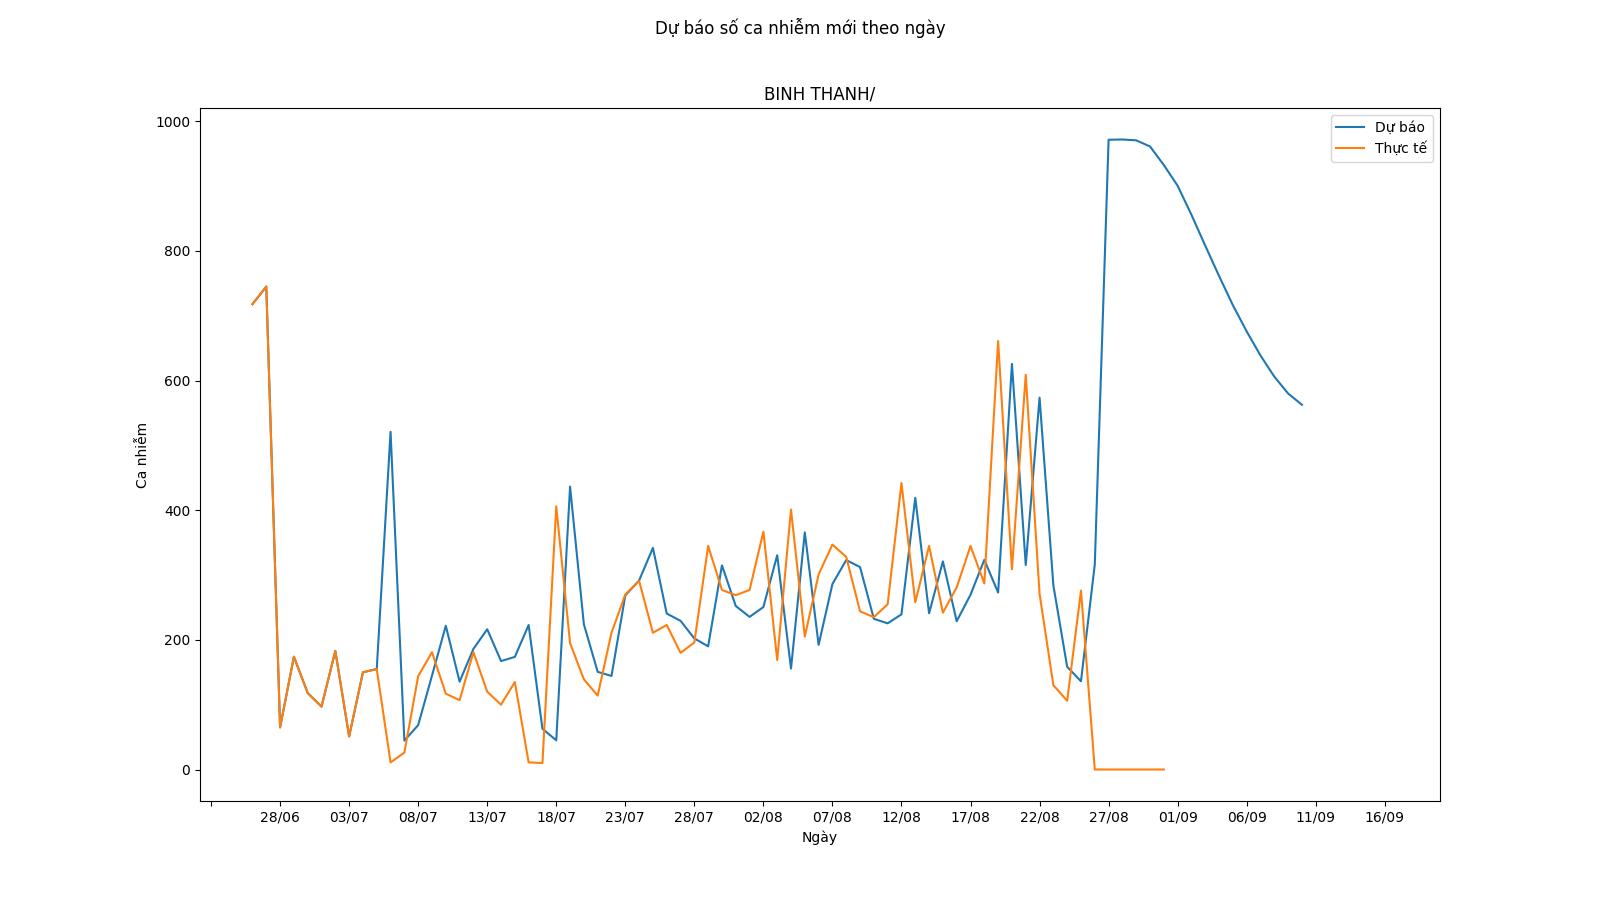 Dự báo số ca nhiễm mới theo ngày
BINH THANH/
1000
800
600
400
200
0
Ca nhiễm
Dự báo
Thực tế
28/06 03/07 08/07 13/07 18/07 23/07 28/07 02/08 07/08 12/08 17/08 22/08 27/08 01/09 06/09 11/09 16/09
Ngày